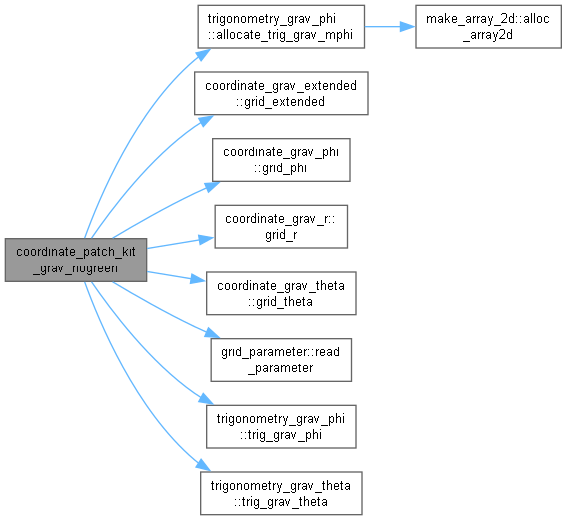 trigonometry_grav_phi
::allocate_trig_grav_mphi
make_array_2d::alloc
_array2d
coordinate_grav_extended
::grid_extended
coordinate_grav_phi
::grid_phi
coordinate_grav_r::
grid_r
coordinate_patch_kit
_grav_nogreen
coordinate_grav_theta
::grid_theta
grid_parameter::read
_parameter
trigonometry_grav_phi
::trig_grav_phi
trigonometry_grav_theta
::trig_grav_theta